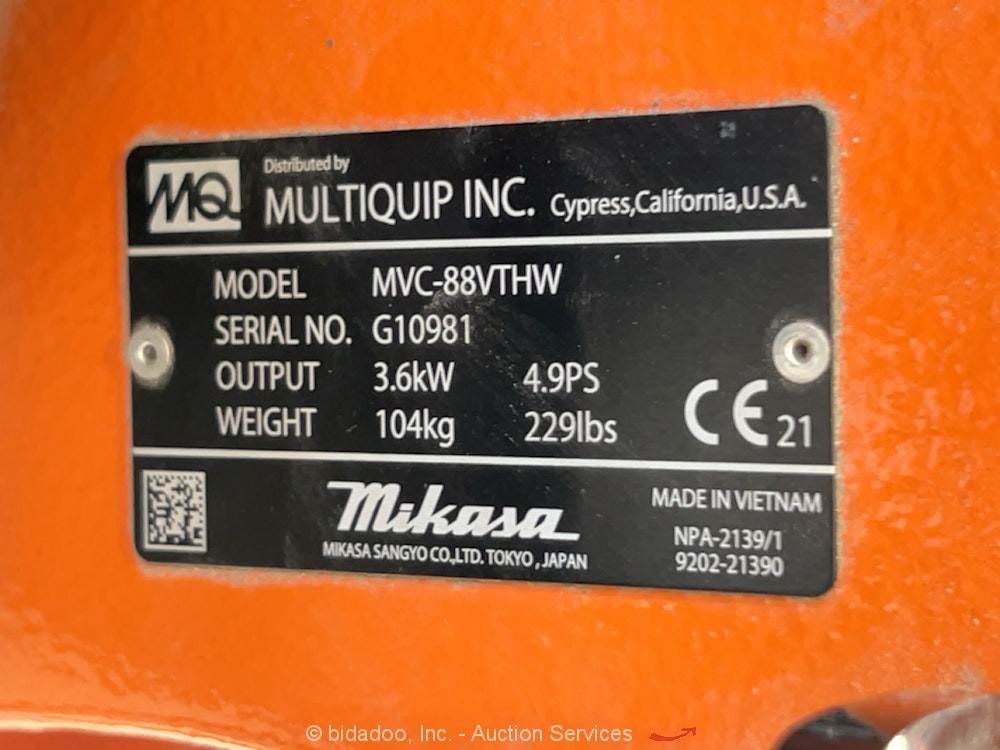 MQ
Distributed by
MULTIQUIP INC. Cypress,California,U.S.A.
MODEL MVC-88VTHW
SERIAL NO. G10981
OUTPUT 3.6kW 4.9PS
WEIGHT 104kg 229lbs
CE 21
Mikasa
MIKASA SANGYO CO.,LTD. TOKYO , JAPAN
MADE IN VIETNAM
NPA-2139/1
9202-21390
© bidadoo, Inc. - Auction Services